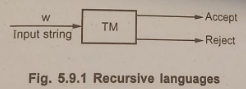 w
Input string
TM
Accept
Reject
Fig. 5.9.1 Recursive languages